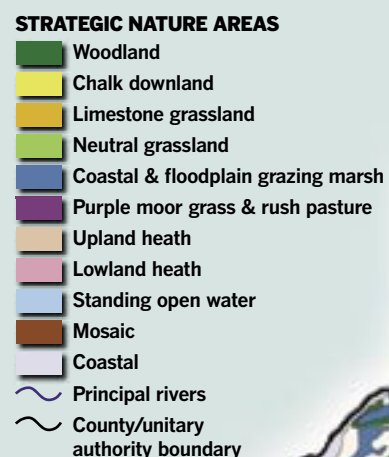 STRATEGIC NATURE AREAS
Woodland
Chalk downland
Limestone grassland
Neutral grassland
Coastal & floodplain grazing marsh
Purple moor grass & rush pasture
Upland heath
Lowland heath
Standing open water
Mosaic
Coastal
Principal rivers
County/unitary
authority boundary